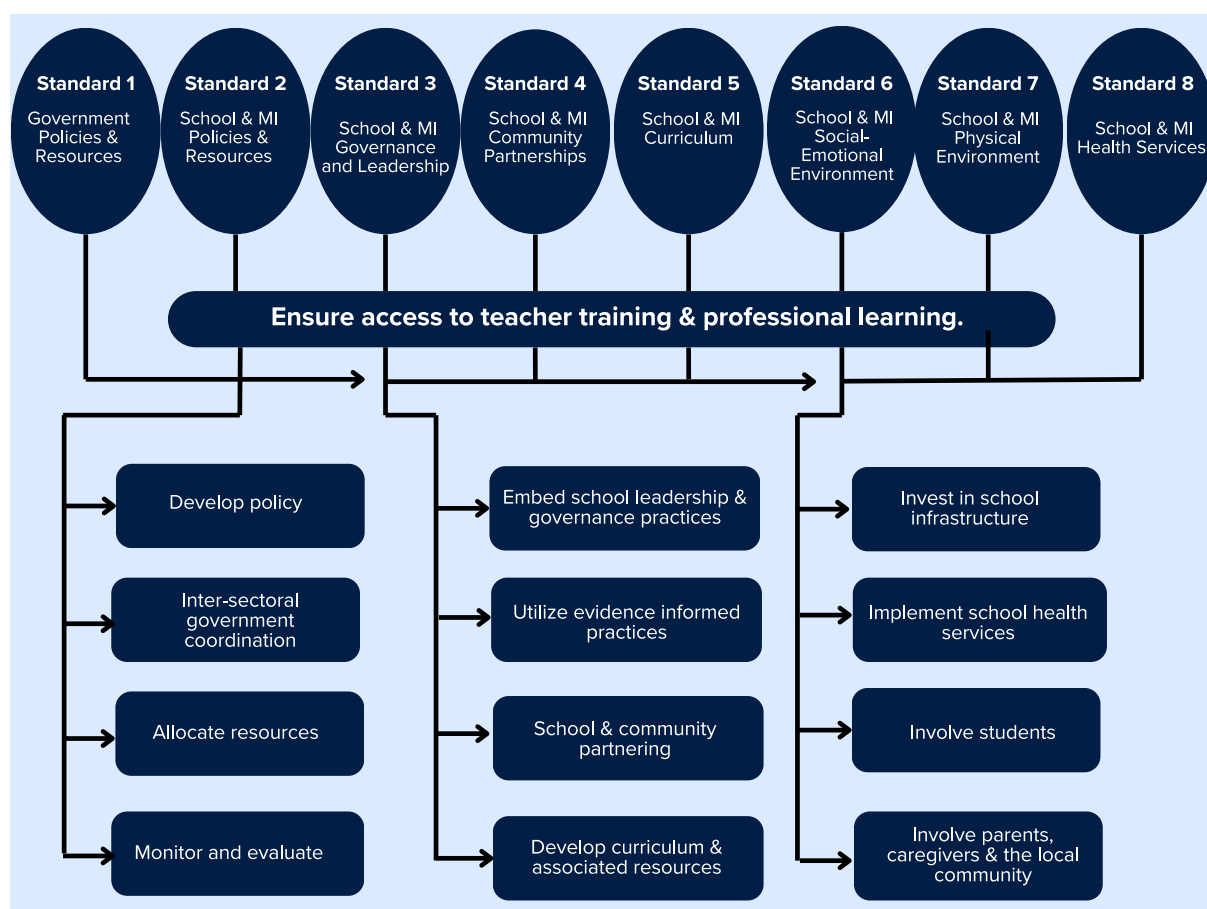 Standard 1
Government
Policies &
Resources
Standard 2
School & MI
Policies &
Resources
Standard 3
School & MI
Governance
and Leadership
Standard 4
School & MI
Community
Partnerships
Standard 5
School & MI
Curriculum
Standard 6
School & MI
Social-
Emotional
Environment
Standard 7
School & MI
Physical
Environment
Standard 8
School & MI
Health Services
Ensure access to teacher training & professional learning.
Develop policy
Inter-sectoral
government
coordination
Allocate resources
Monitor and evaluate
Embed school leadership &
governance practices
Utilize evidence informed
practices
School & community
partnering
Develop curriculum &
associated resources
Invest in school
infrastructure
Implement school health
services
Involve students
Involve parents,
caregivers & the local
community